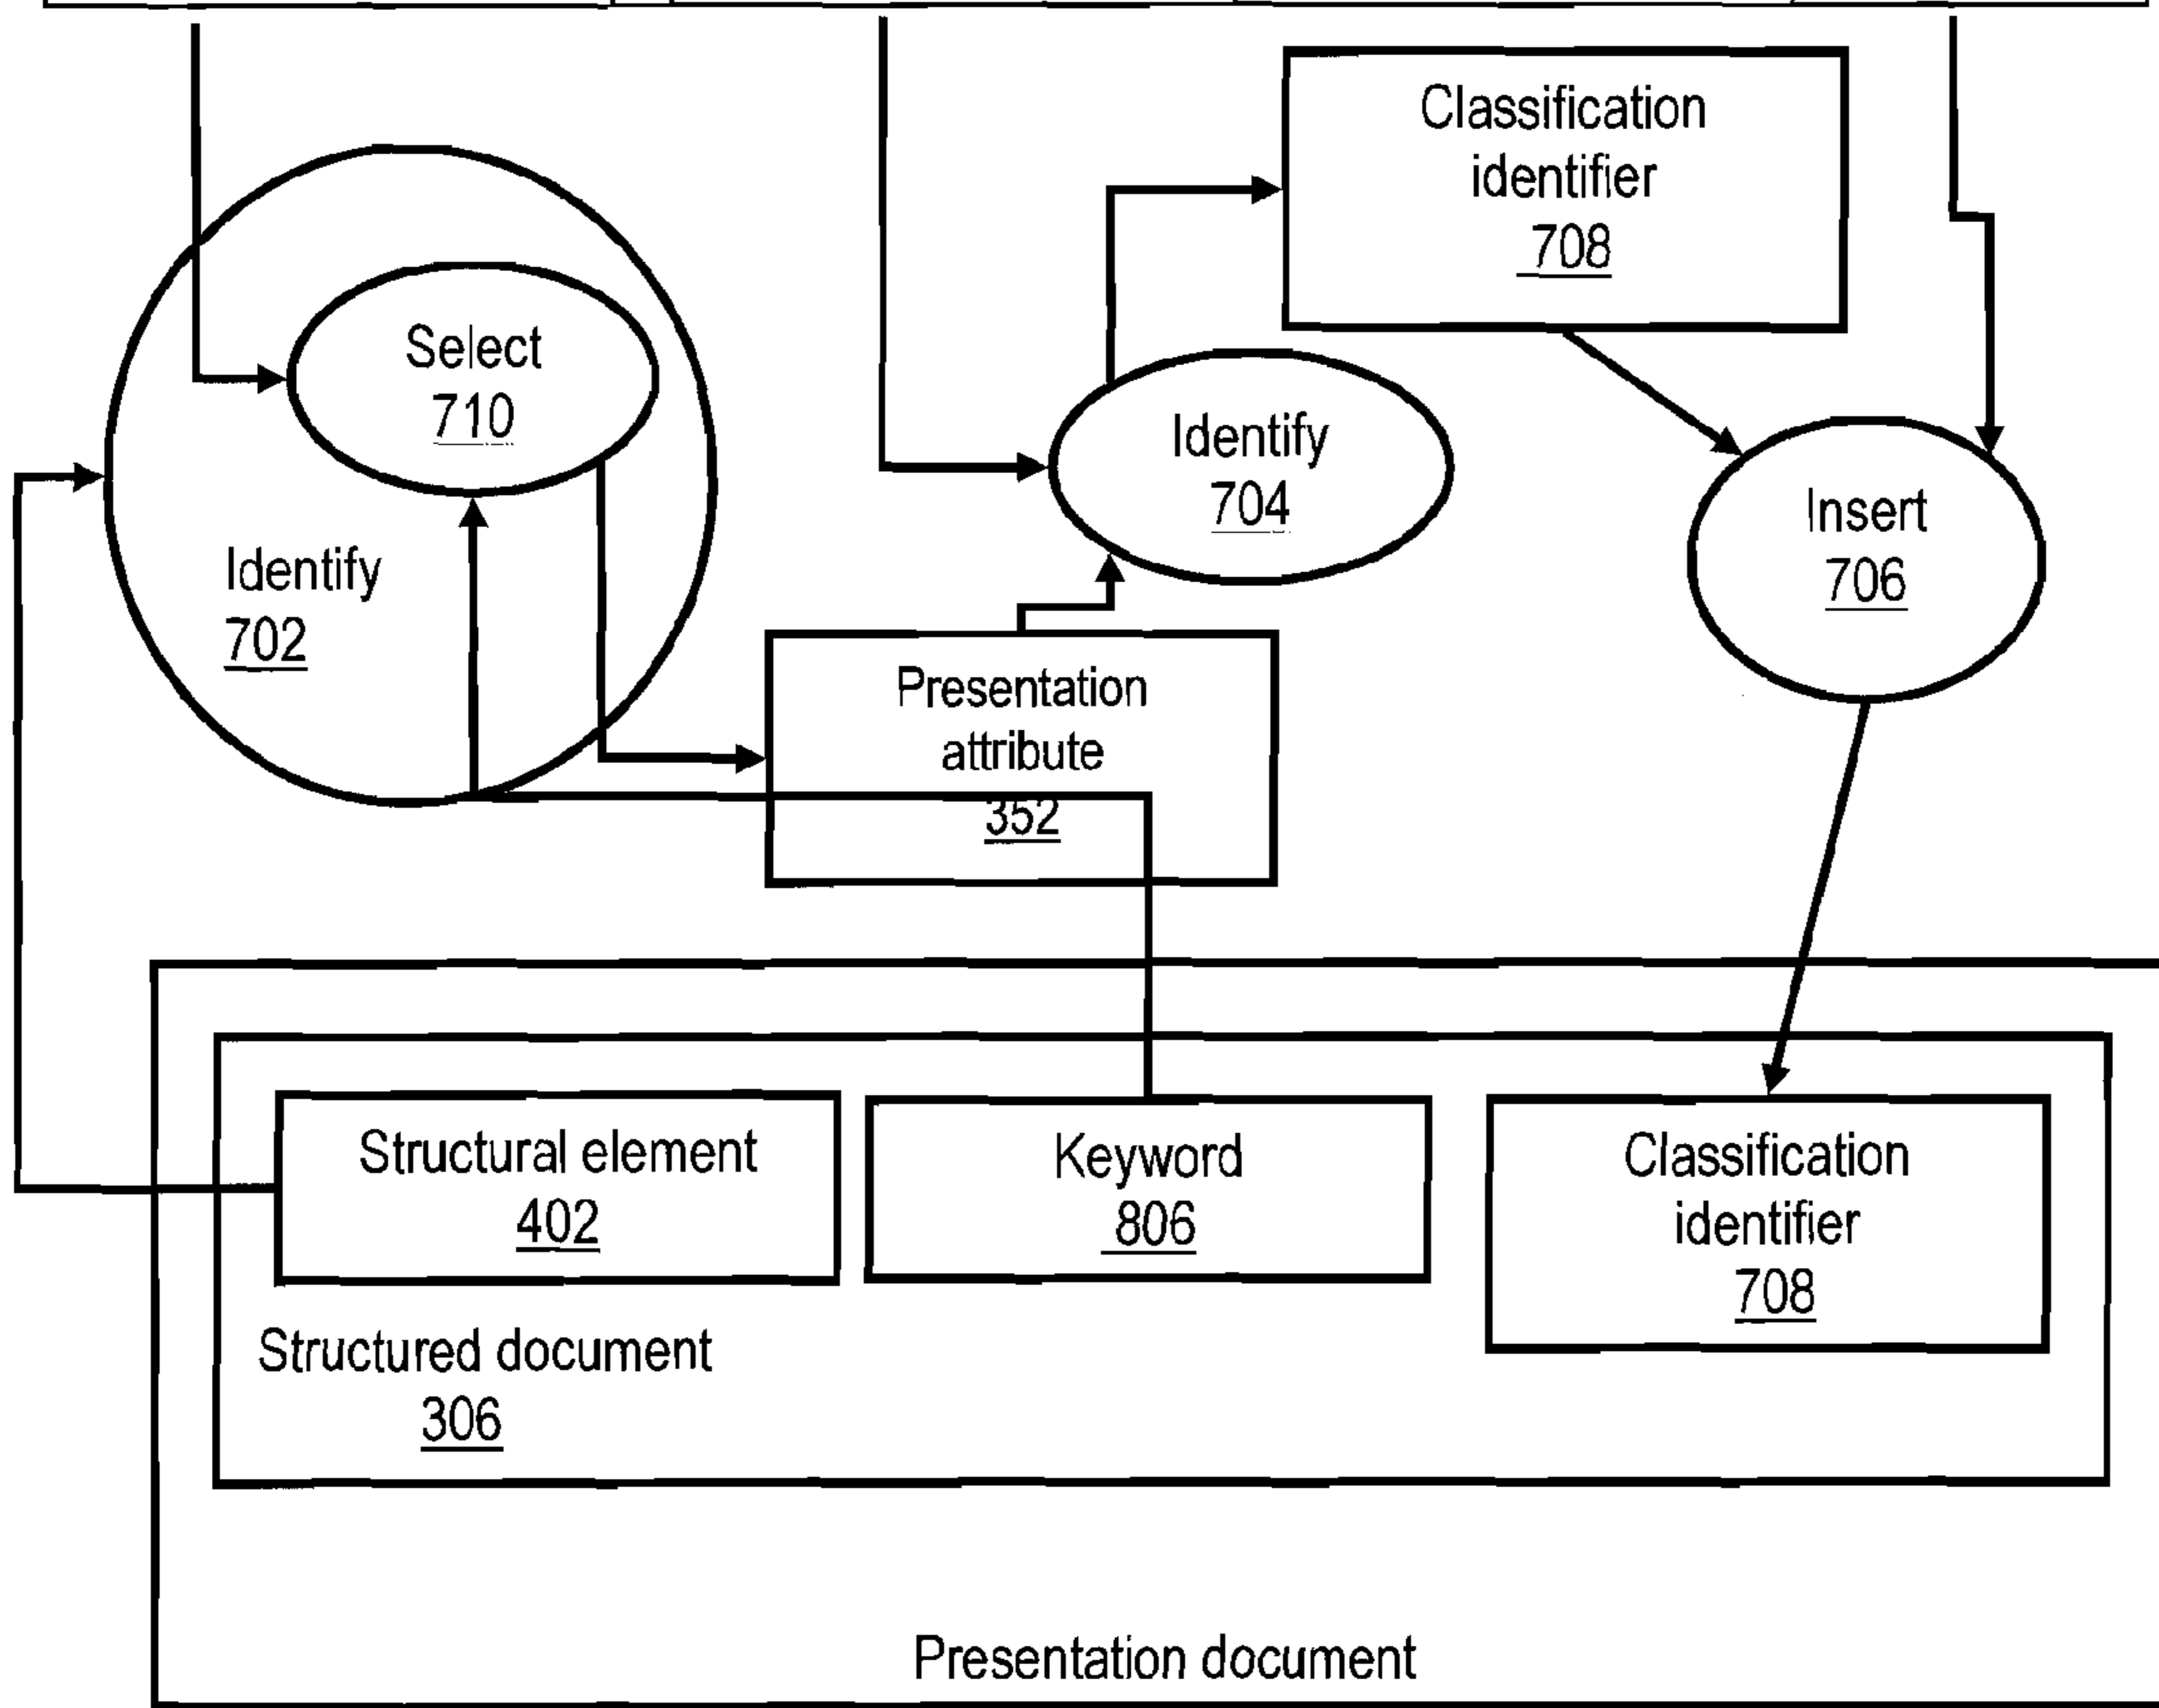 Classification
identifier
708
Select
710
Identify
704
Insert
706
Identify
702
Presentation
attribute
352
Structural element
402
Keyword
806
Classification
identifier
708
Structured document
306
Presentation document